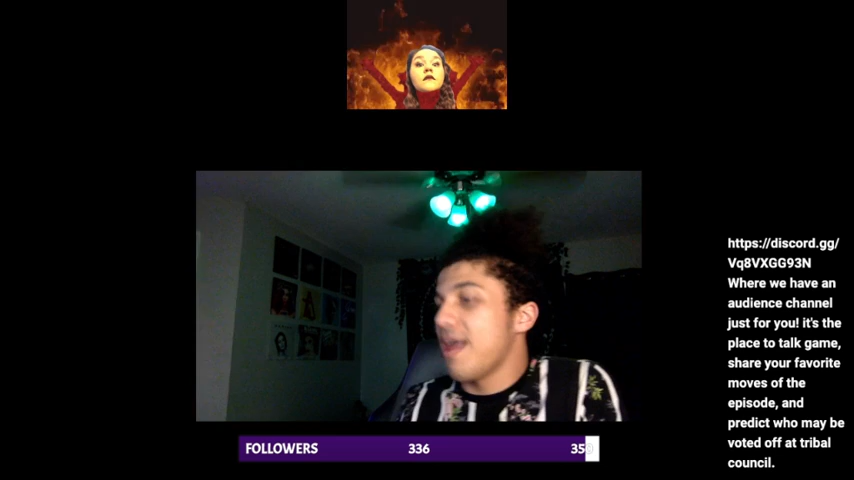 https://discord.gg/
Vq8VXGG93N
Where we have an
audience channel
just for you! it's the
place to talk game,
share your favorite
moves of the
episode, and
predict who may be
voted off at tribal
council.
FOLLOWERS 336 350